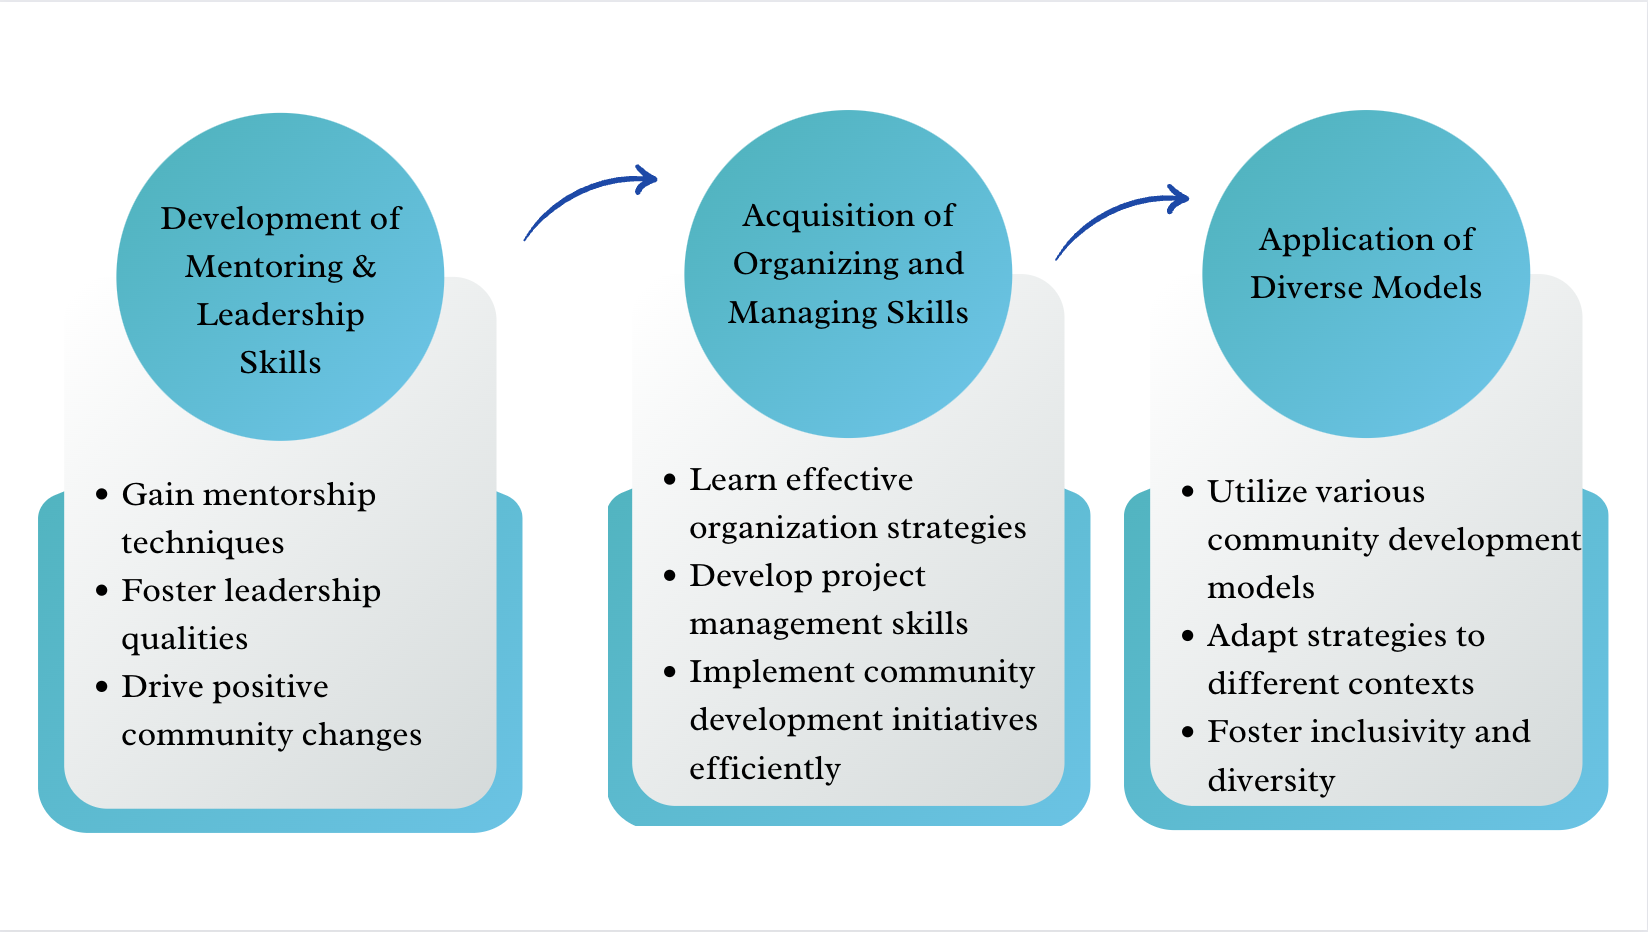 Development of
Mentoring &
Leadership
Skills
• Gain mentorship
techniques
• Foster leadership
qualities
• Drive positive
community changes
Acquisition of
Organizing and
Managing Skills
• Learn effective
organization strategies
• Develop project
management skills
• Implement community
development initiatives
efficiently
Application of
Diverse Models
• Utilize various
community development
models
• Adapt strategies to
different contexts
• Foster inclusivity and
diversity